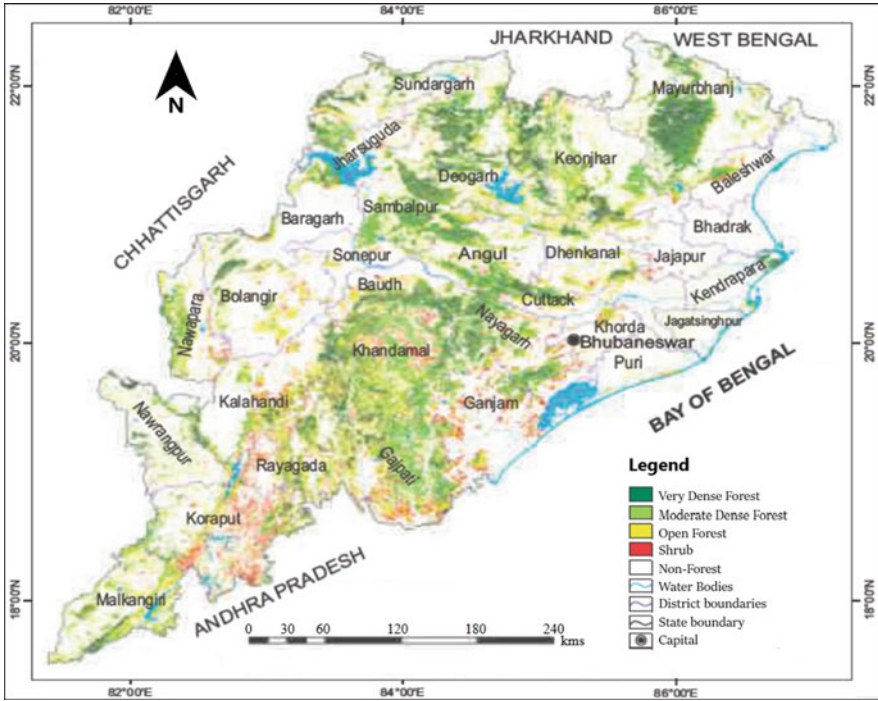 82°00'E 84°00'E 86°00'E
JHARKHAND
WEST BENGAL
22°00'N
22°00'N
N
Sundargarh
Mayurbhanj
Jharsuguda
Keonjhar
CHHATTISGARH
Deogarh
Baleshwar
Sambalpur
Baragarh
Bhadrak
Sonepur
Angul
Dhenkanal
Jajapur
Baudh
Kendrapara
Bolangir
Cuttack
Nawapara
Nayagarh
Khorda
Jagatsinghpur
20°00'N
20°00'N
Khandamal
Bhubaneswar
Puri
Kalahandi
Ganjam
BAY OF BENGAL
Nawrangpur
Rayagada
Gajpati
Koraput
Malkangiri
ANDHRA PRADESH
18°00'N
18°00'N
Legend
Very Dense Forest
Moderate Dense Forest
Open Forest
Shrub
Non-Forest
Water Bodies
District boundaries
State boundary
Capital
0 30 60 120 180 240
kms
82°00'E 84°00'E 86°00'E